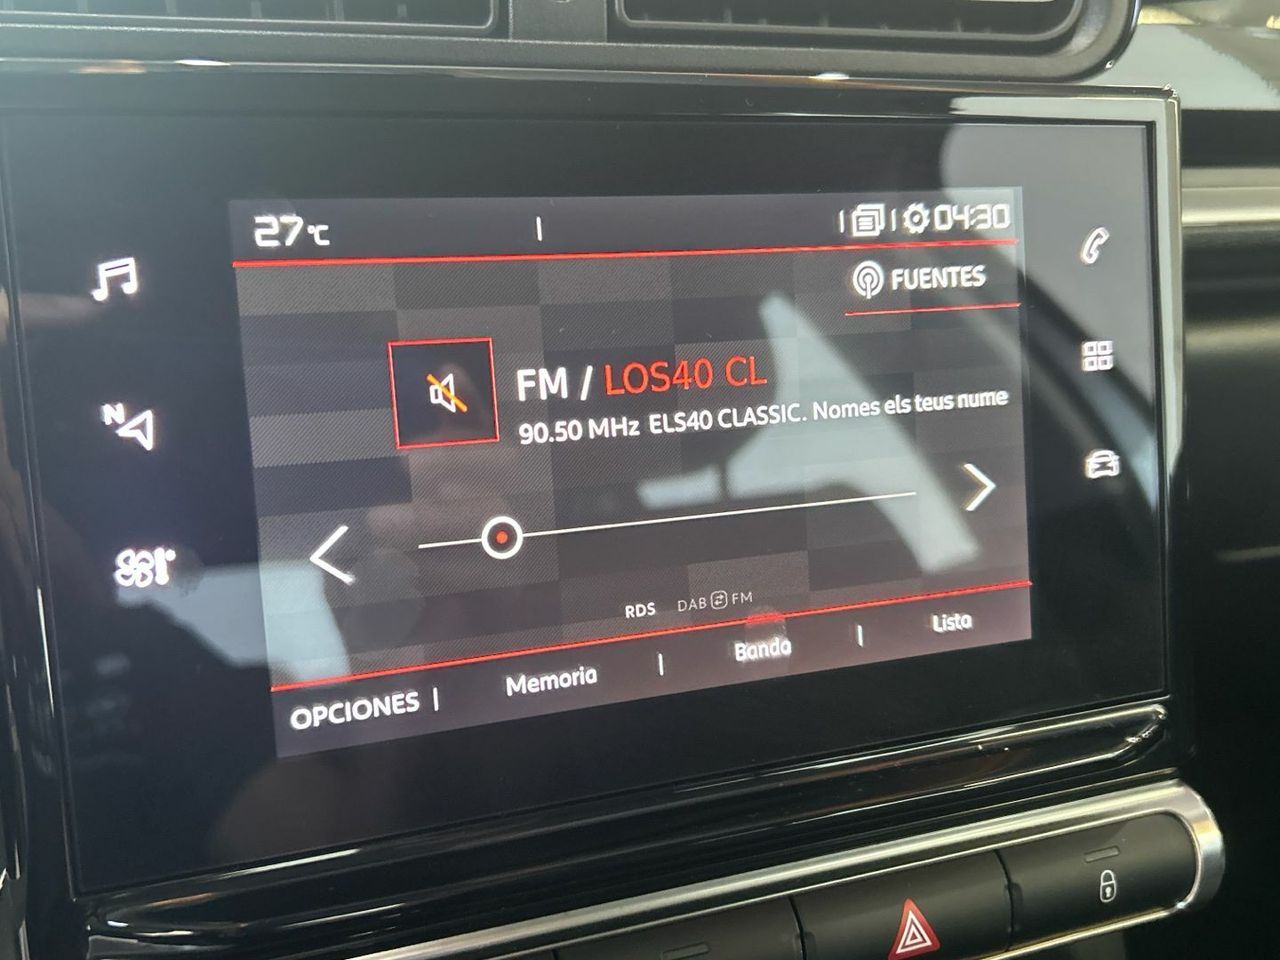 27°C
04:30
FUENTES
N
FM / LOS40 CL
90.50 MHz ELS40 CLASSIC. Nomes els teus nume
RDS DAB FM
OPCIONES | Memoria | Banda | Lista